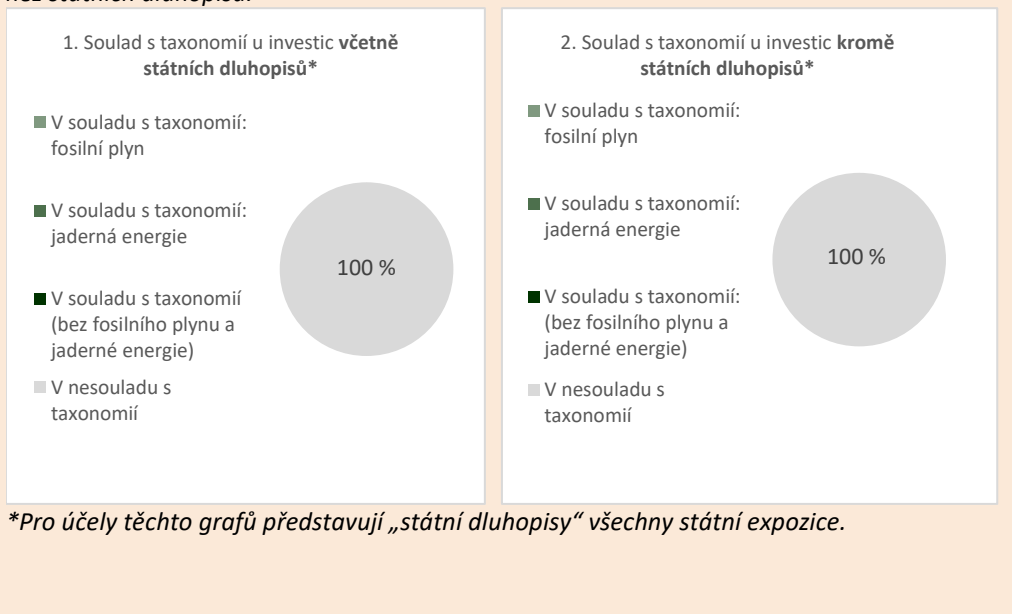 než státních dluhopisů.
1. Soulad s taxonomií u investic včetně
státních dluhopisů*
V souladu s taxonomií:
fosilní plyn
V souladu s taxonomií:
jaderná energie
V souladu s taxonomií
(bez fosilního plynu a
jaderné energie)
V nesouladu s
taxonomií
100 %
2. Soulad s taxonomií u investic kromě
státních dluhopisů*
V souladu s taxonomií:
fosilní plyn
V souladu s taxonomií:
jaderná energie
V souladu s taxonomií:
(bez fosilního plynu a
jaderné energie)
V nesouladu s
taxonomií
100 %
*Pro účely těchto grafů představují „státní dluhopisy“ všechny státní expozice.